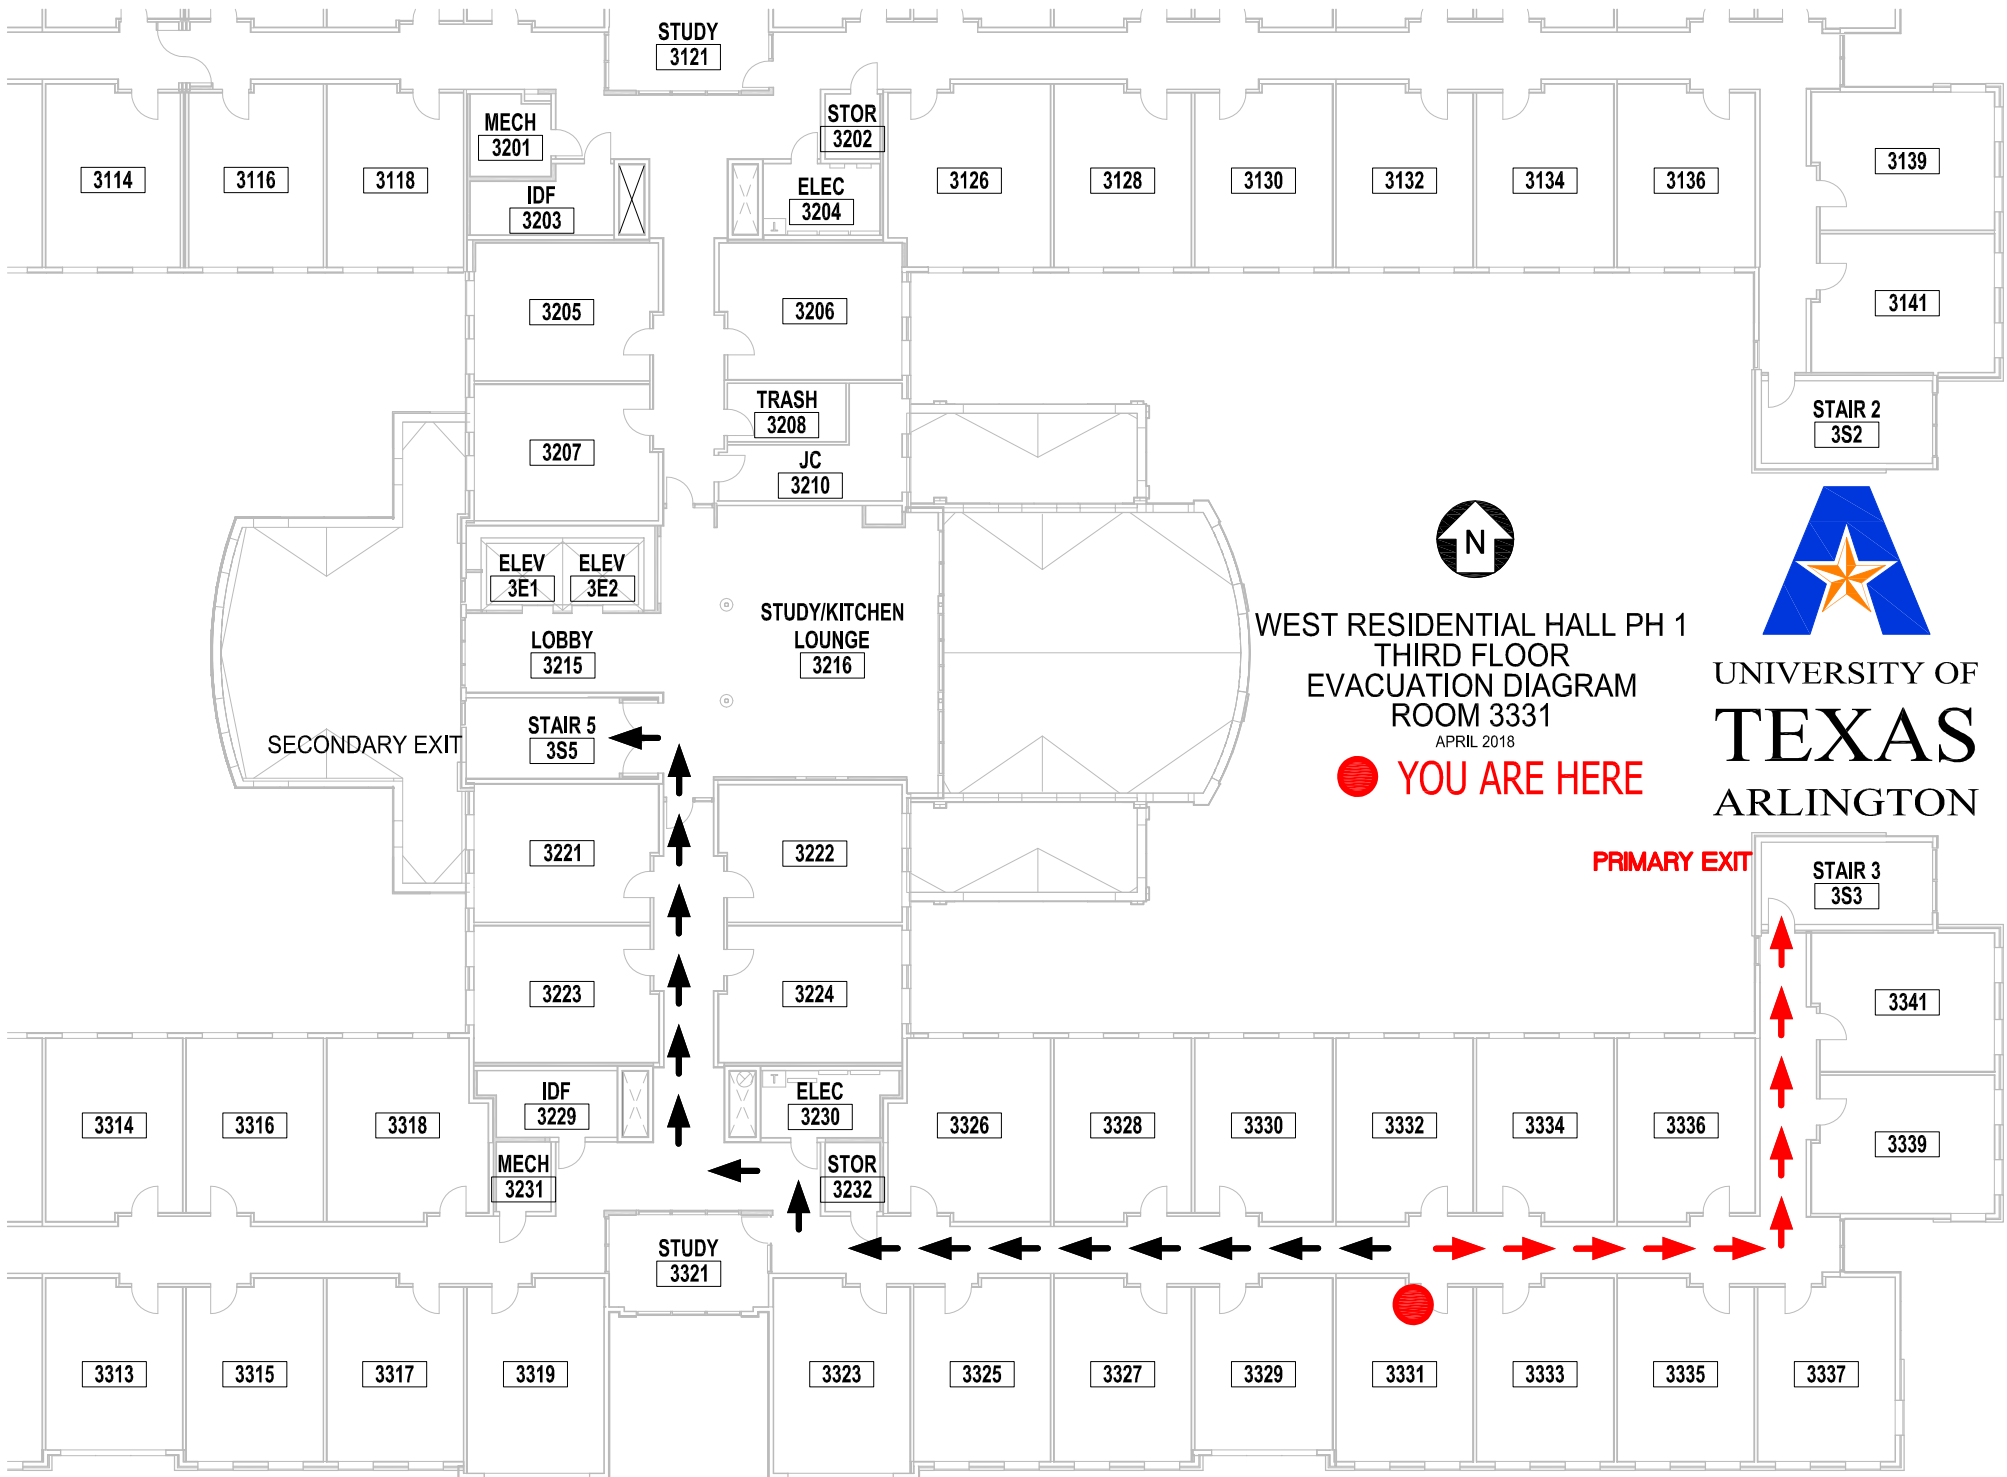 STUDY
3121
MECH
3201
STOR
3202
3114
3116
3118
IDF
3203
ELEC
3204
3126
3128
3130
3132
3134
3136
3139
3205
3206
3141
TRASH
3208
STAIR 2
3S2
3207
JC
3210
N
ELEV
3E1
ELEV
3E2
STUDY/KITCHEN
LOUNGE
3216
LOBBY
3215
WEST RESIDENTIAL HALL PH 1
THIRD FLOOR
EVACUATION DIAGRAM
ROOM 3331
APRIL 2018
YOU ARE HERE
UNIVERSITY OF
TEXAS
ARLINGTON
SECONDARY EXIT
STAIR 5
3S5
3221
3222
PRIMARY EXIT
STAIR 3
3S3
3223
3224
3341
IDF
3229
T
ELEC
3230
3314
3316
3318
3326
3328
3330
3332
3334
3336
3339
MECH
3231
STOR
3232
STUDY
3321
3313
3315
3317
3319
3323
3325
3327
3329
3331
3333
3335
3337